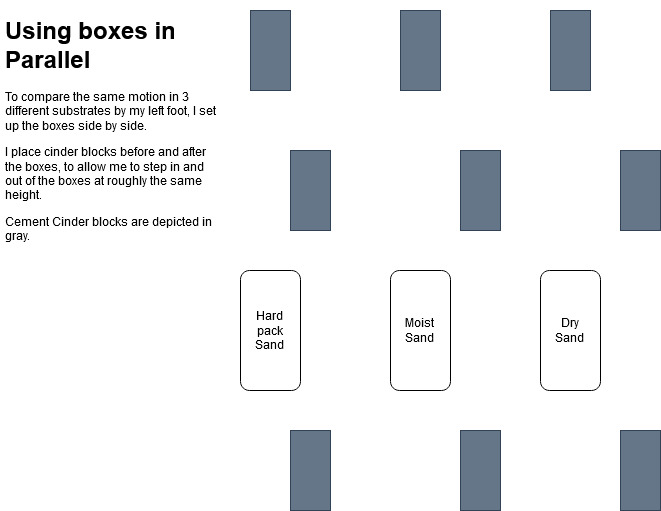 Using boxes in
Parallel
To compare the same motion in 3
different substrates by my left foot, I set
up the boxes side by side.
I place cinder blocks before and after
the boxes, to allow me to step in and
out of the boxes at roughly the same
height.
Cement Cinder blocks are depicted in
gray.
Hard
pack
Sand
Moist
Sand
Dry
Sand